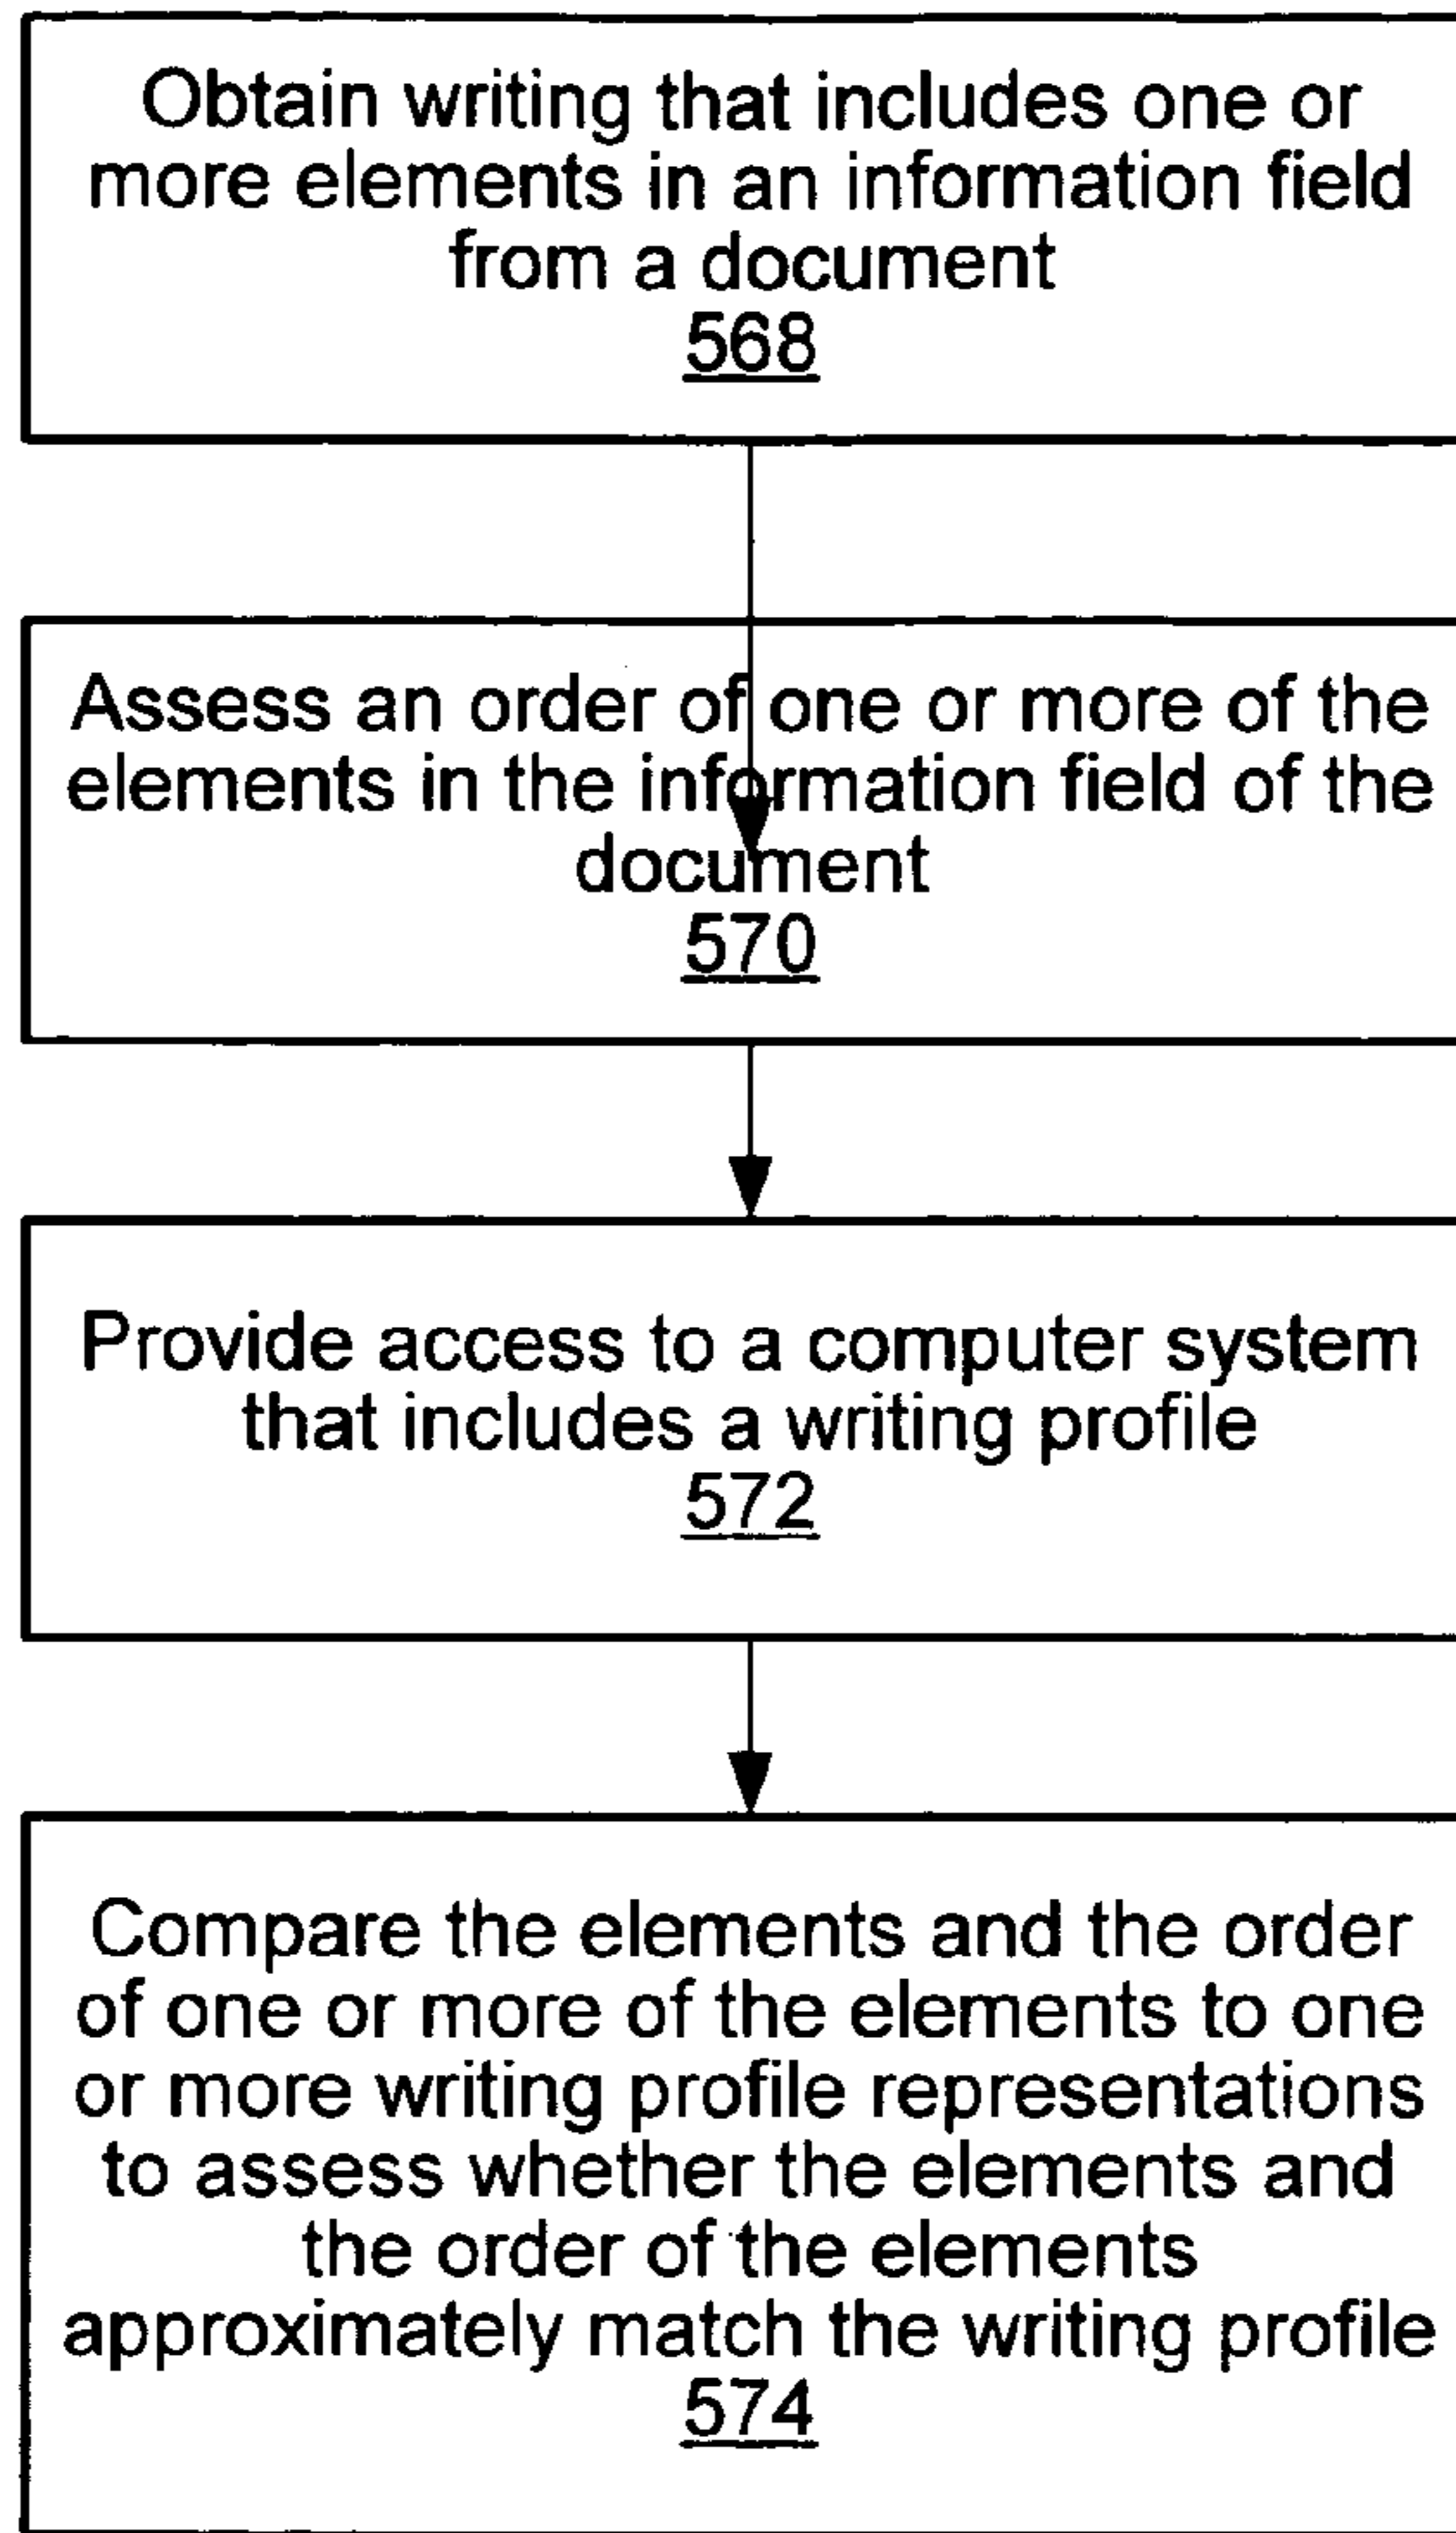 Obtain writing that includes one or
more elements in an information field
from a document
568
Assess an order of one or more of the
elements in the information field of the
document
570
Provide access to a computer system
that includes a writing profile
572
Compare the elements and the order
of one or more of the elements to one
or more writing profile representations
to assess whether the elements and
the order of the elements
approximately match the writing profile
574